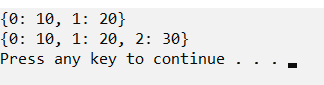 {0: 10, 1: 20}
{0: 10, 1: 20, 2: 30}
Press any key to continue . . .